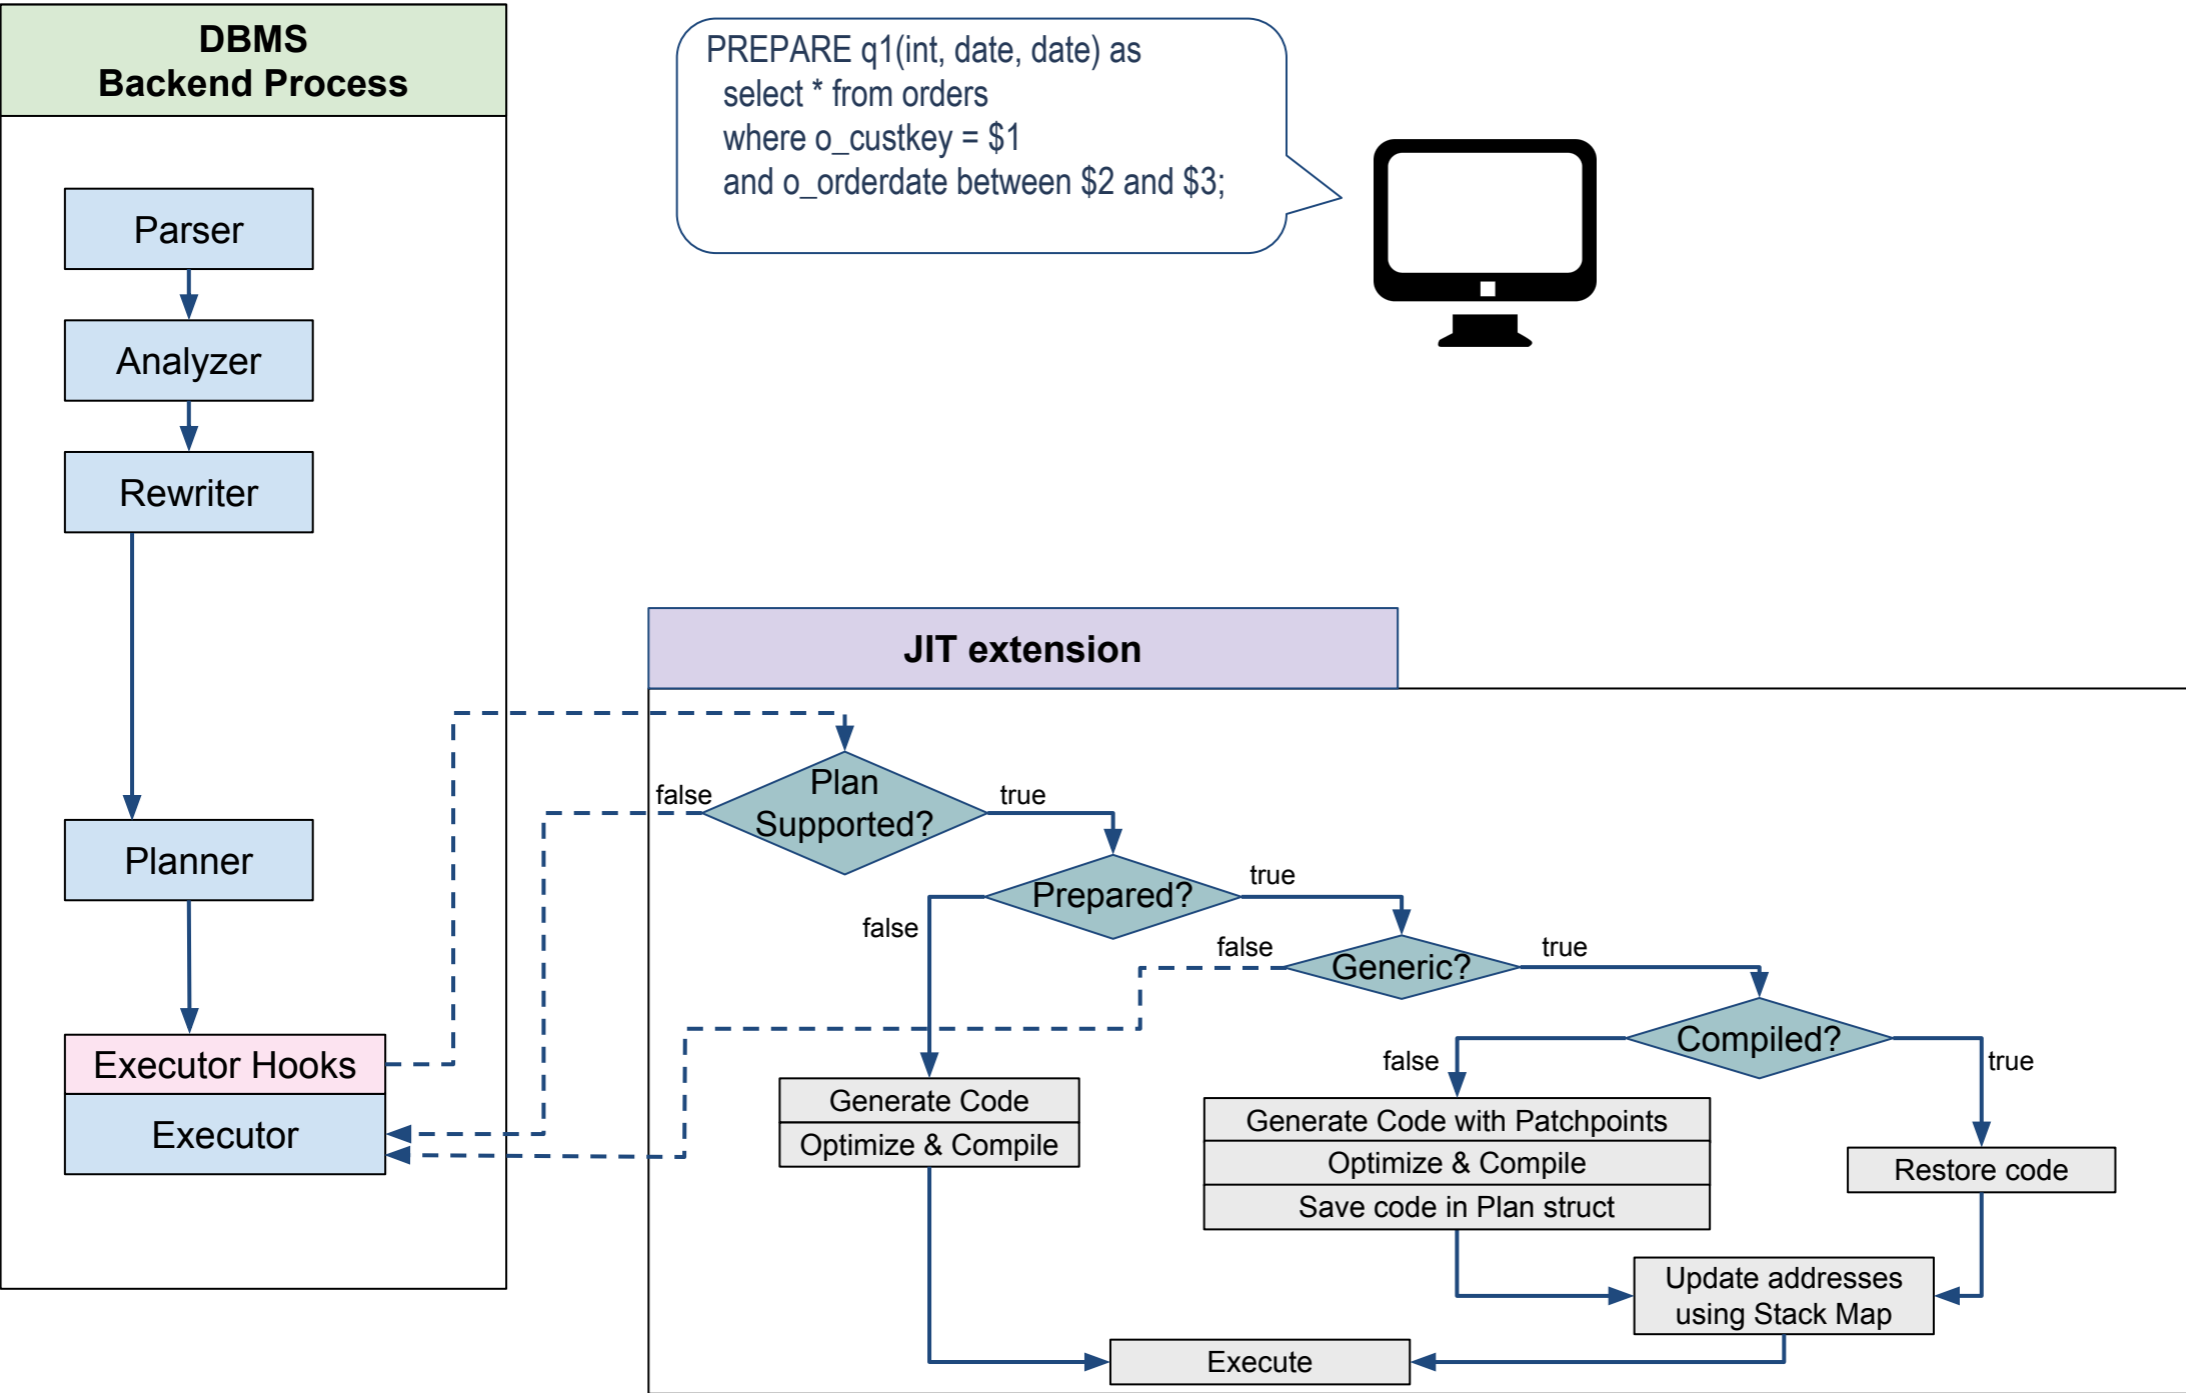 DBMS
Backend Process
PREPARE q1(int, date, date) as
select * from orders
where o_custkey = $1
and o_orderdate between $2 and $3;
Parser
Analyzer
Rewriter
Planner
Executor Hooks
Executor
JIT extension
Plan
Supported?
false
true
Prepared?
false
true
Generic?
false
true
Compiled?
false
true
Generate Code
Optimize & Compile
Generate Code with Patchpoints
Optimize & Compile
Save code in Plan struct
Restore code
Update addresses
using Stack Map
Execute